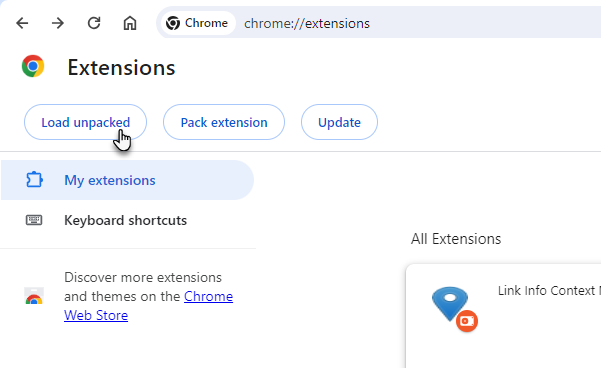 Chrome chrome://extensions
Extensions
Load unpacked Pack extension Update
My extensions
Keyboard shortcuts
All Extensions
Discover more extensions
and themes on the Chrome
Web Store
Link Info Context